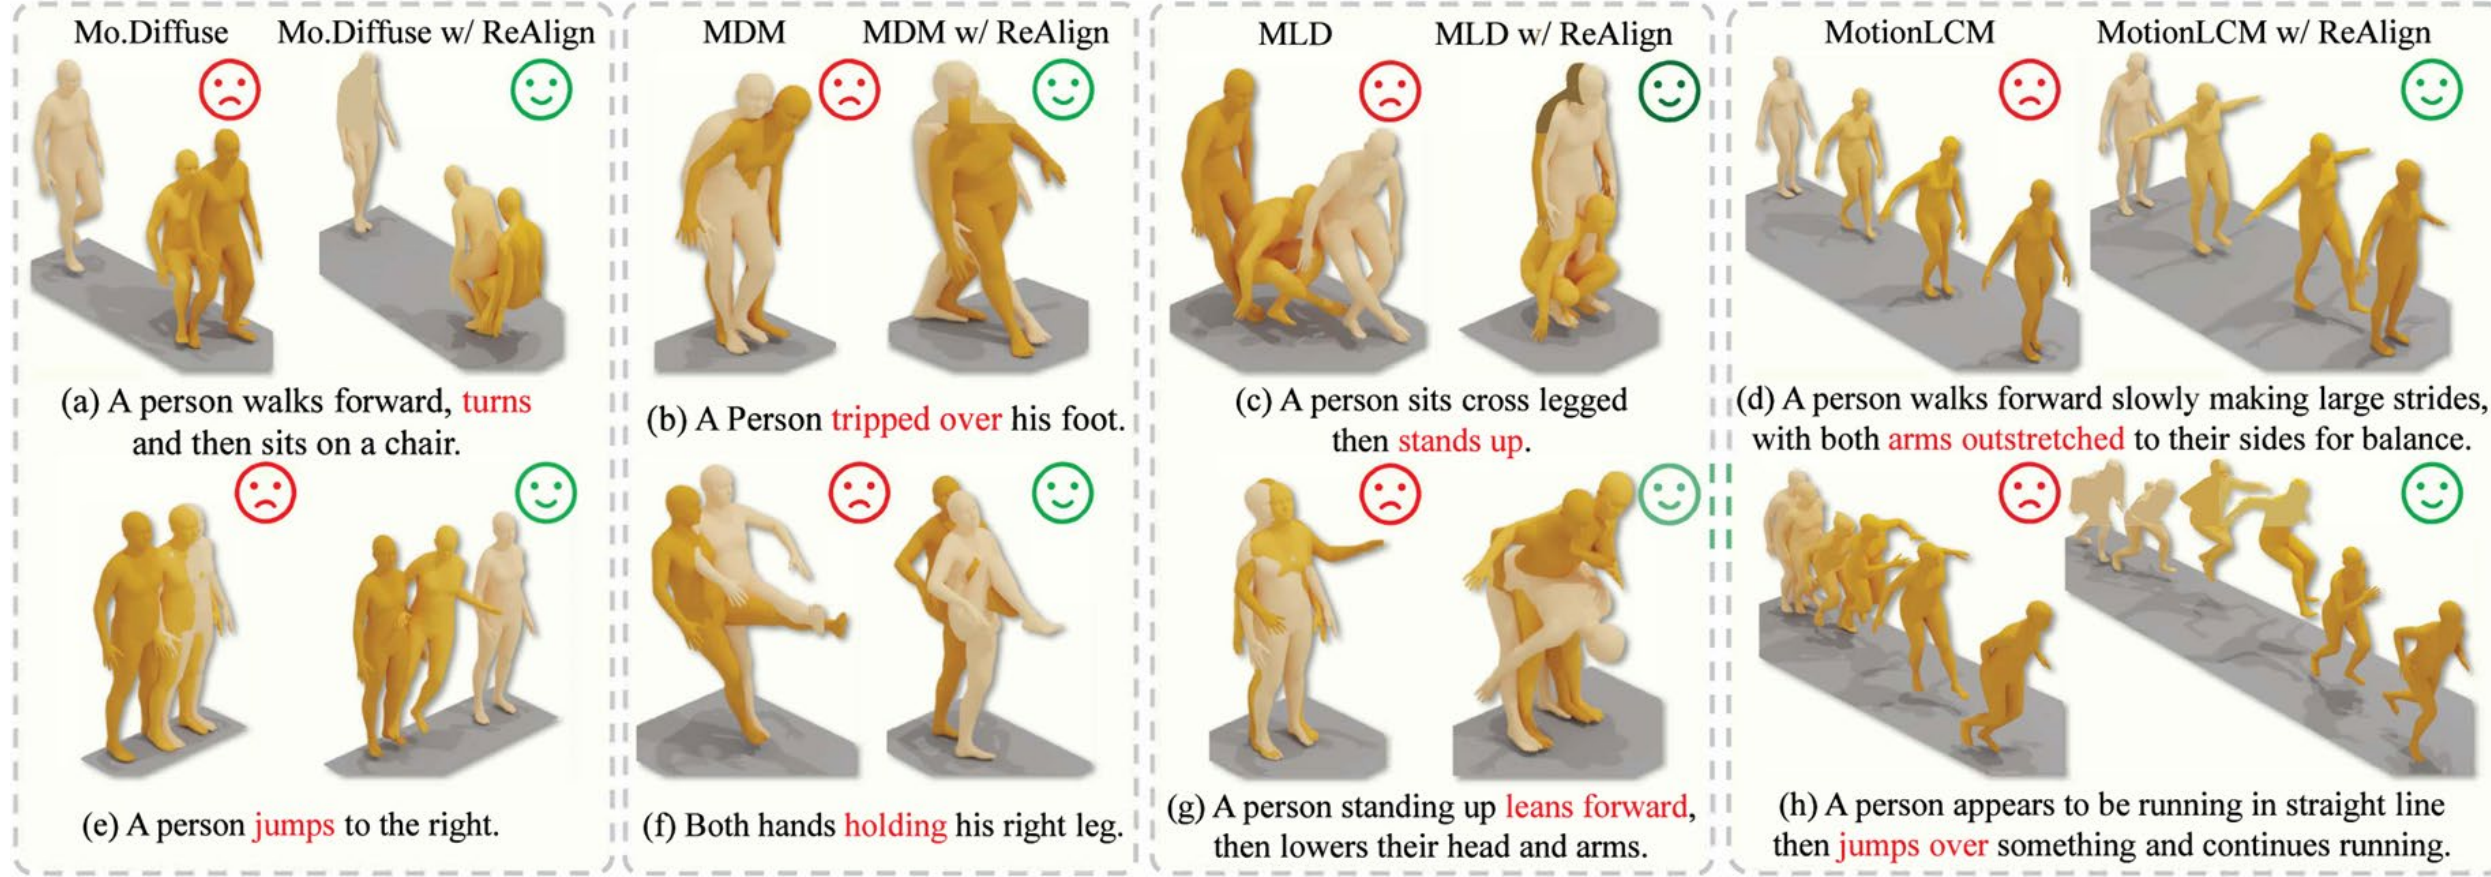 Mo.Diffuse
Mo.Diffuse w/ ReAlign
MDM
MDM w/ ReAlign
MLD
MLD w/ ReAlign
MotionLCM
MotionLCM w/ ReAlign
(a) A person walks forward, turns
and then sits on a chair.
(b) A Person tripped over his foot.
(c) A person sits cross legged
then stands up.
(d) A person walks forward slowly making large strides,
with both arms outstretched to their sides for balance.
(e) A person jumps to the right.
(f) Both hands holding his right leg.
(g) A person standing up leans forward,
then lowers their head and arms.
(h) A person appears to be running in straight line
then jumps over something and continues running.